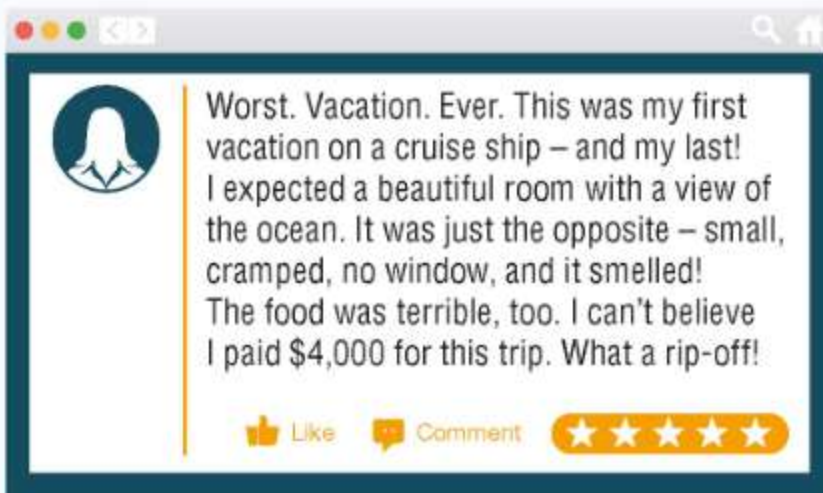 Worst. Vacation. Ever. This was my first
vacation on a cruise ship – and my last!
I expected a beautiful room with a view of
the ocean. It was just the opposite – small,
cramped, no window, and it smelled!
The food was terrible, too. I can't believe
I paid $4,000 for this trip. What a rip-off!
Like Comment